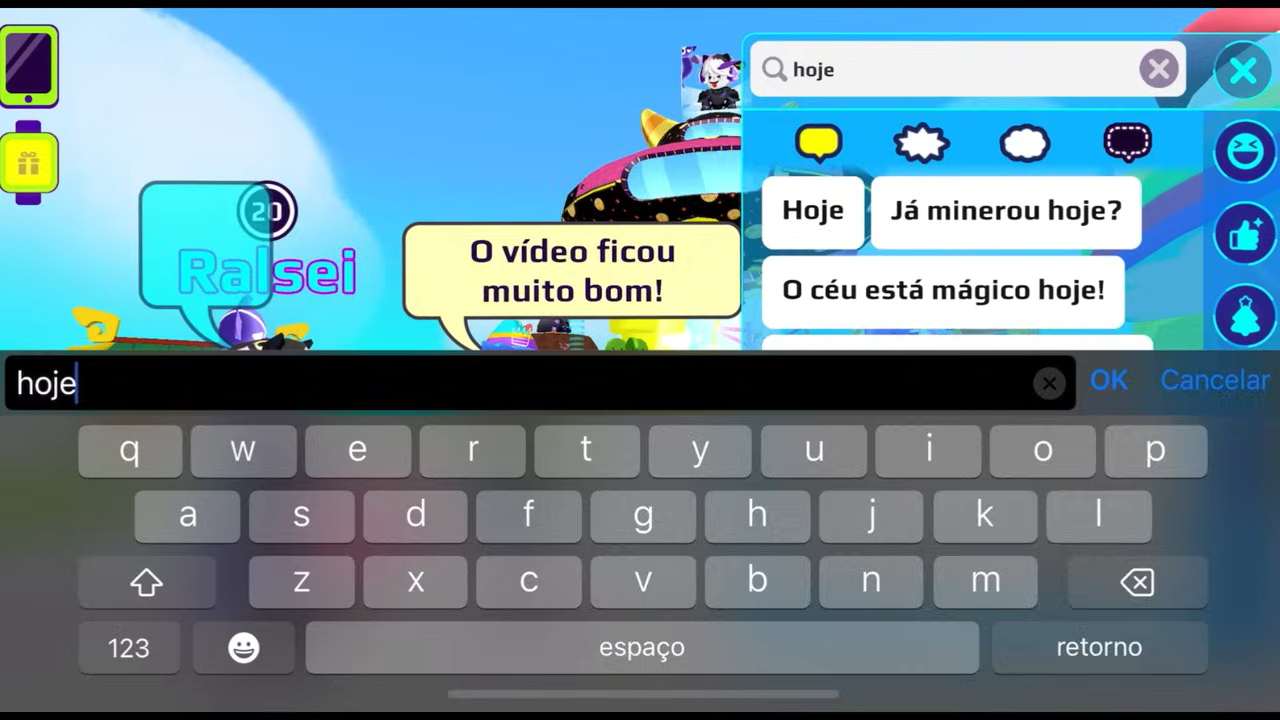 hoje
20
Ralsei
O vídeo ficou
muito bom!
Hoje
Já minerou hoje?
O céu está mágico hoje!
hoje
OK
Cancelar
q w e r t y u i o p
a s d f g h j k l
z x c v b n m
123
espaço
retorno